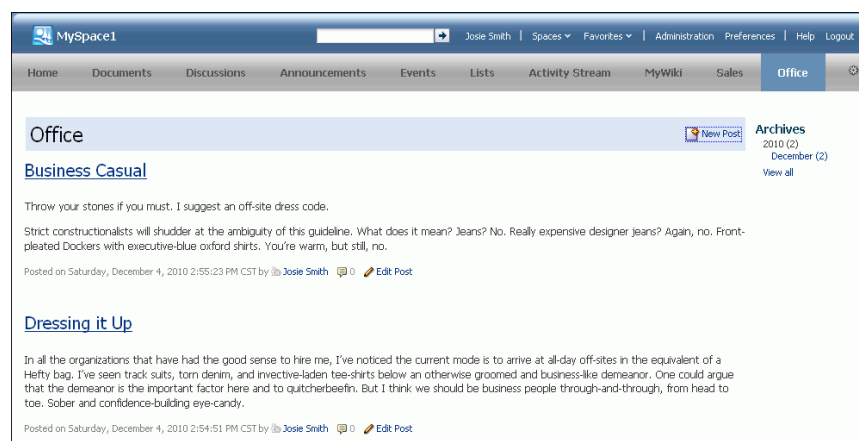 MySpace1 Josie Smith | Spaces Favorites | Administration Preferences | Help Logout
Home Documents Discussions Announcements Events Lists Activity Stream MyWiki Sales Office
Office New Post
Archives
2010 (2)
December (2)
View all
Business Casual
Throw your stones if you must. I suggest an off-site dress code.
Strict constructionalists will shudder at the ambiguity of this guideline. What does it mean? Jeans? No. Really expensive designer jeans? Again, no. Front-
pleated Dockers with executive-blue oxford shirts. You're warm, but still, no.
Posted on Saturday, December 4, 2010 2:55:23 PM CST by Josie Smith 0 Edit Post
Dressing it Up
In all the organizations that have had the good sense to hire me, I've noticed the current mode is to arrive at all-day off-sites in the equivalent of a
Hefty bag. I've seen track suits, torn denim, and invective-laden tee-shirts below an otherwise groomed and business-like demeanor. One could argue
that the demeanor is the important factor here and to quitcherbeefin. But I think we should be business people through-and-through, from head to
toe. Sober and confidence-building eye-candy.
Posted on Saturday, December 4, 2010 2:54:51 PM CST by Josie Smith 0 Edit Post